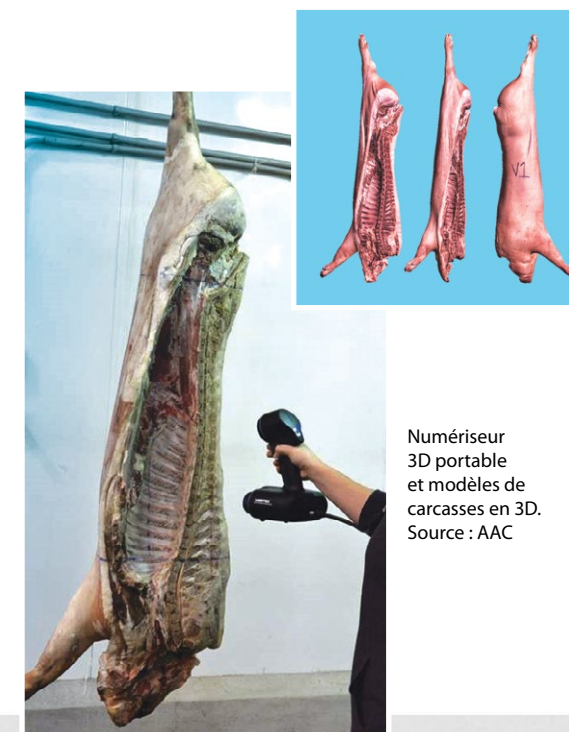 V1
Numériseur
3D portable
et modèles de
carcasses en 3D.
Source : AAC